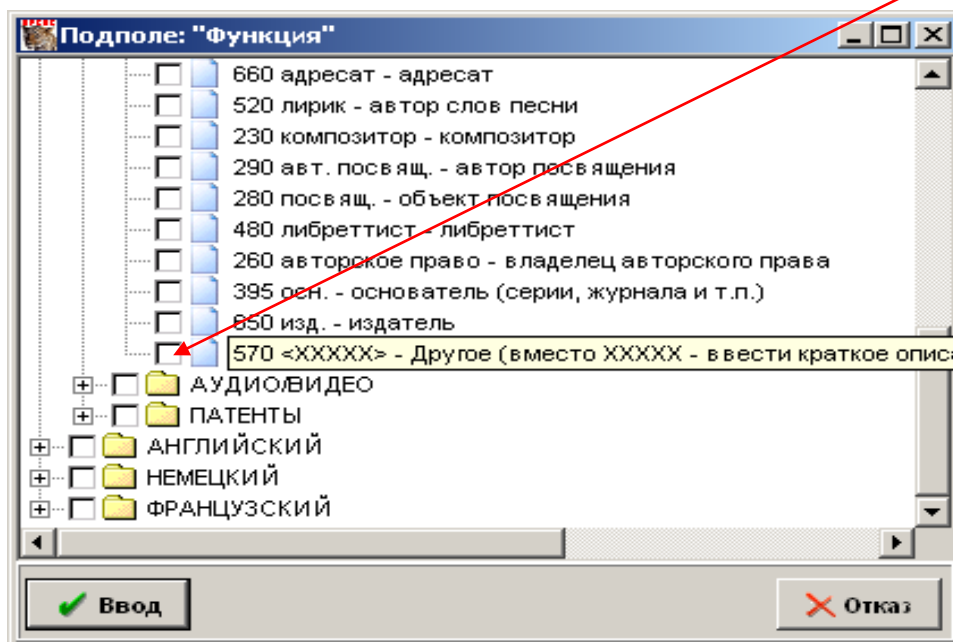 Подполе: "Функция"
660 адресат - адресат
520 лирик - автор слов песни
230 композитор - композитор
290 авт. посвящ. - автор посвящения
280 посвящ. - объект посвящения
480 либреттист - либреттист
260 авторское право - владелец авторского права
395 осн. - основатель (серии, журнала и т.п.)
650 изд. - издатель
570 <XXXXX> - Другое (вместо XXXXX - ввести краткое опис
АУДИО/ВИДЕО
ПАТЕНТЫ
АНГЛИЙСКИЙ
НЕМЕЦКИЙ
ФРАНЦУЗСКИЙ
Ввод
Отказ